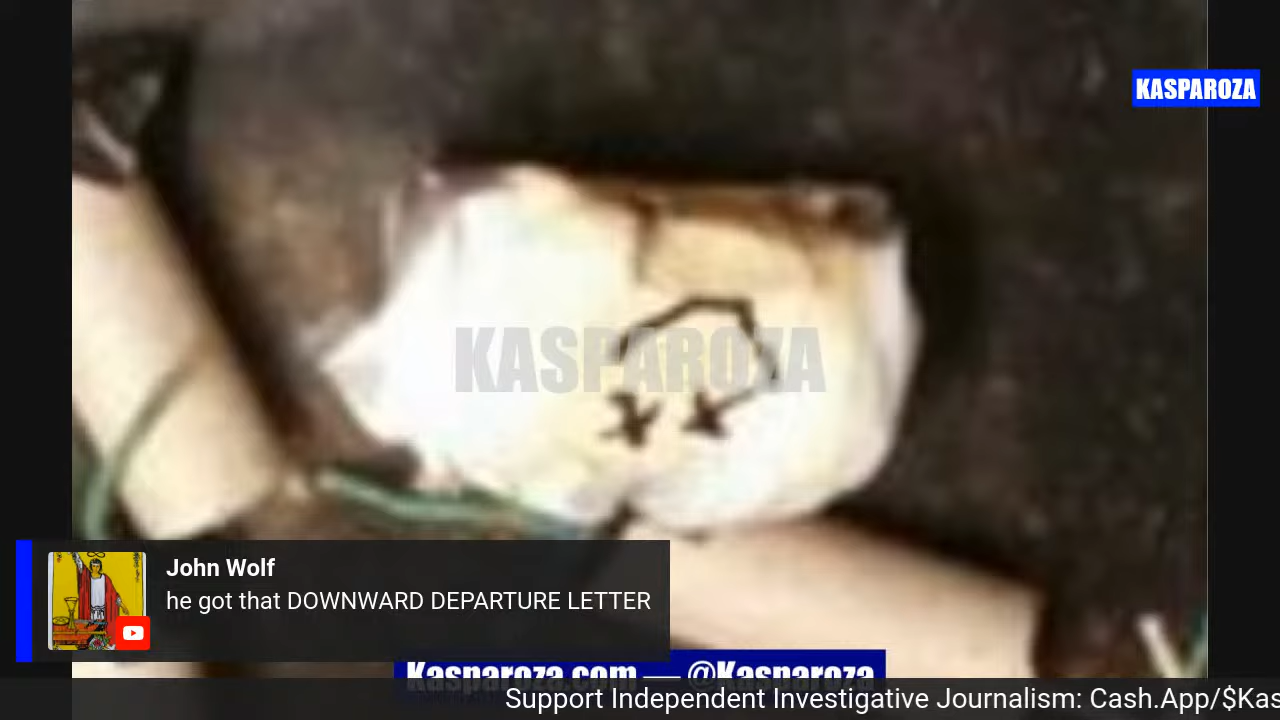 KASPAROZA
KASPAROZA
John Wolf
he got that DOWNWARD DEPARTURE LETTER
Kasparoza.com — @Kasparoza
Support Independent Investigative Journalism: Cash.App/$Kas